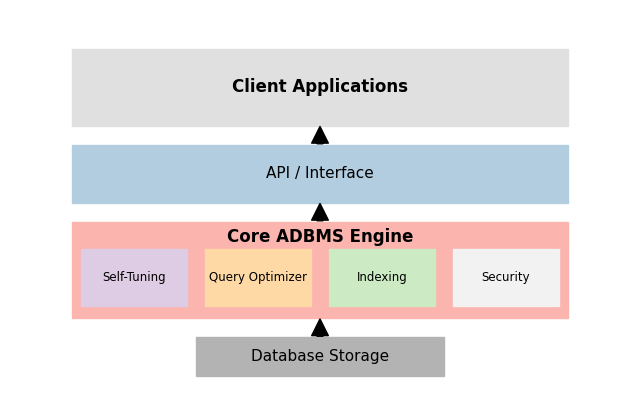 Client Applications
API / Interface
Core ADBMS Engine
Self-Tuning
Query Optimizer
Indexing
Security
Database Storage